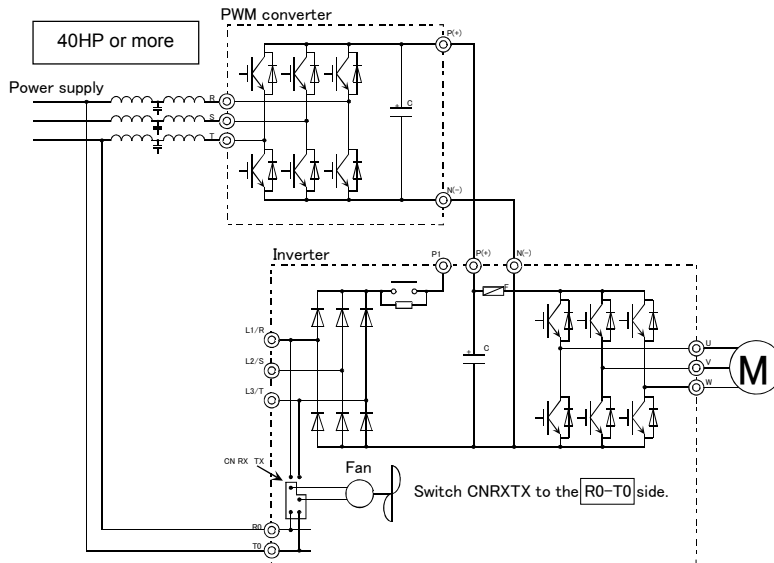 PWM converter
40HP or more
P(+)
Power supply
R
S
T
C
N(-)
Inverter
P1
P(+)
N(-)
F
L1/R
L2/S
L3/T
C
U
V
W
M
CN RX TX
Fan
Switch CNRXTX to the R0-T0 side.
R0
T0